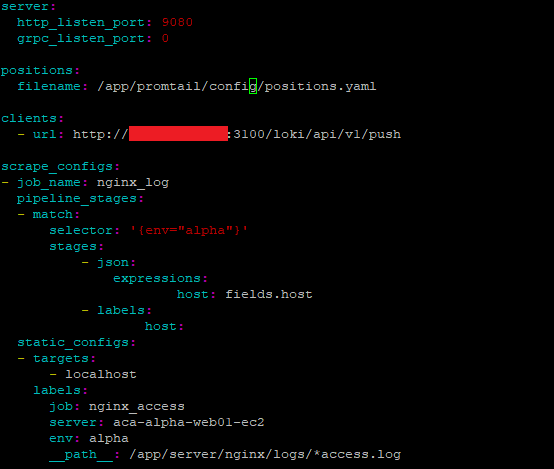 server:
  http_listen_port: 9080
  grpc_listen_port: 0

positions:
  filename: /app/promtail/config/positions.yaml

clients:
  - url: http://:3100/loki/api/v1/push

scrape_configs:
- job_name: nginx_log
  pipeline_stages:
  - match:
      selector: '{env="alpha"}'
      stages:
          - json:
              expressions:
                      host: fields.host
          - labels:
                  host:
  static_configs:
  - targets:
      - localhost
    labels:
      job: nginx_access
      server: aca-alpha-web01-ec2
      env: alpha
      __path__: /app/server/nginx/logs/*access.log